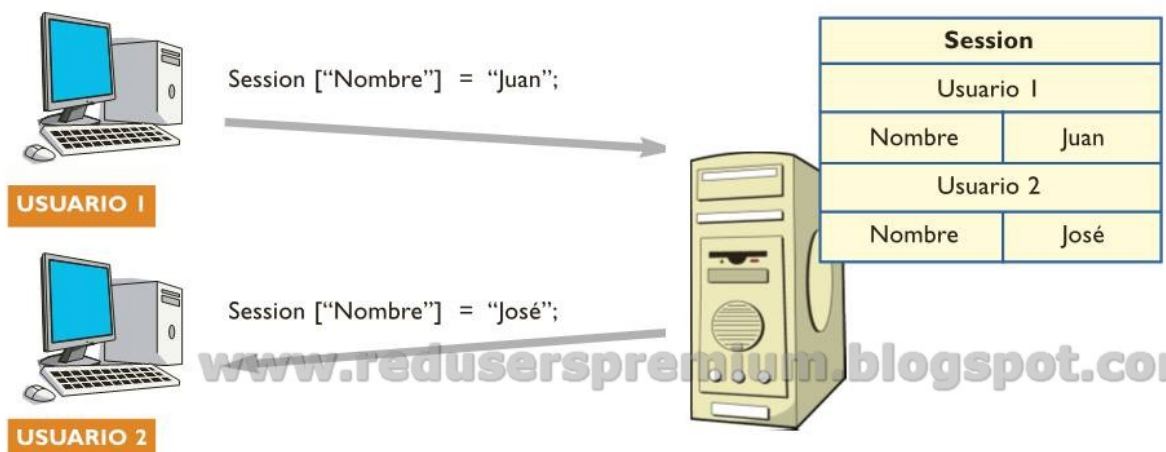 Session ["Nombre"] = "Juan";
USUARIO 1
Session ["Nombre"] = "José";
USUARIO 2
Session
Usuario 1
Nombre Juan
Usuario 2
Nombre José
www.reduserspremium.blogspot.com